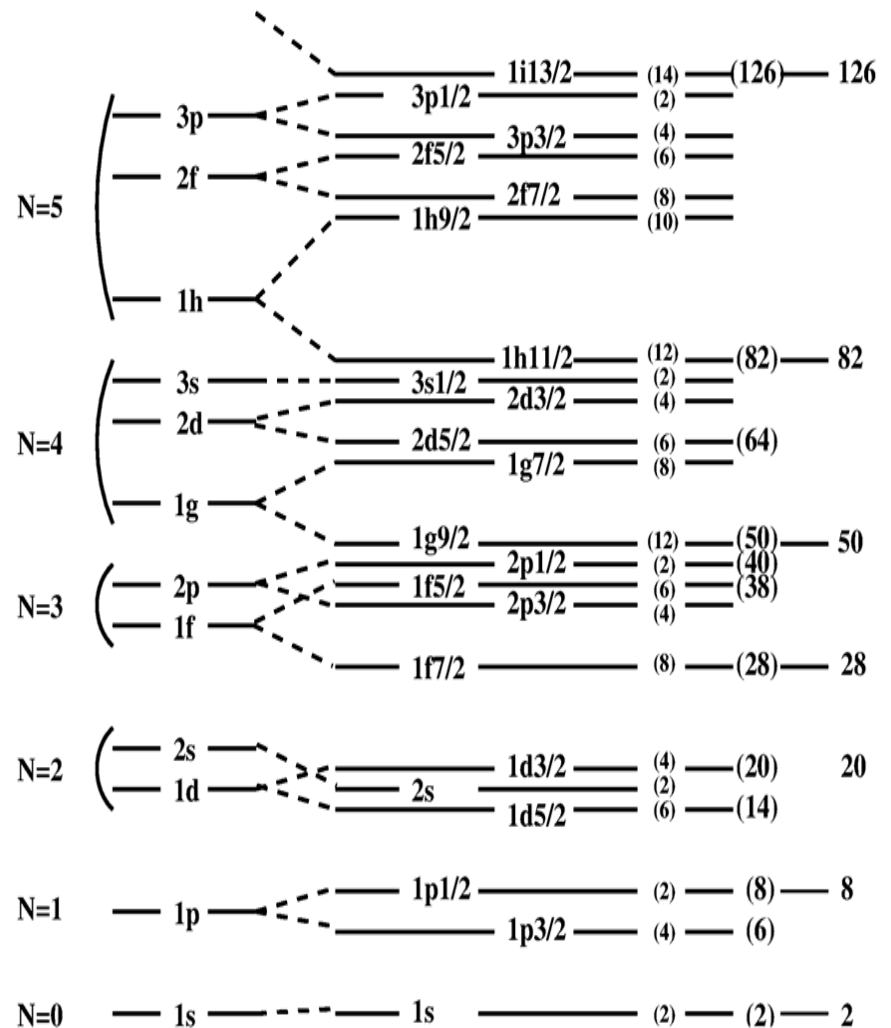 1i13/2 (14) (126) 126
3p1/2 (2)
3p
3p3/2 (4)
2f5/2 (6)
2f
2f7/2 (8)
N=5
1h9/2 (10)
1h
1h11/2 (12) (82) 82
3s 3s1/2 (2)
2d3/2 (4)
2d
N=4 2d5/2 (6) (64)
1g7/2 (8)
1g
1g9/2 (12) (50) 50
2p1/2 (2) (40)
2p 1f5/2 (6) (38)
N=3 2p3/2 (4)
1f
1f7/2 (8) (28) 28
2s
N=2 1d3/2 (4) (20) 20
1d 2s (2)
1d5/2 (6) (14)
1p1/2 (2) (8) 8
N=1 1p
1p3/2 (4) (6)
N=0 1s 1s (2) (2) 2